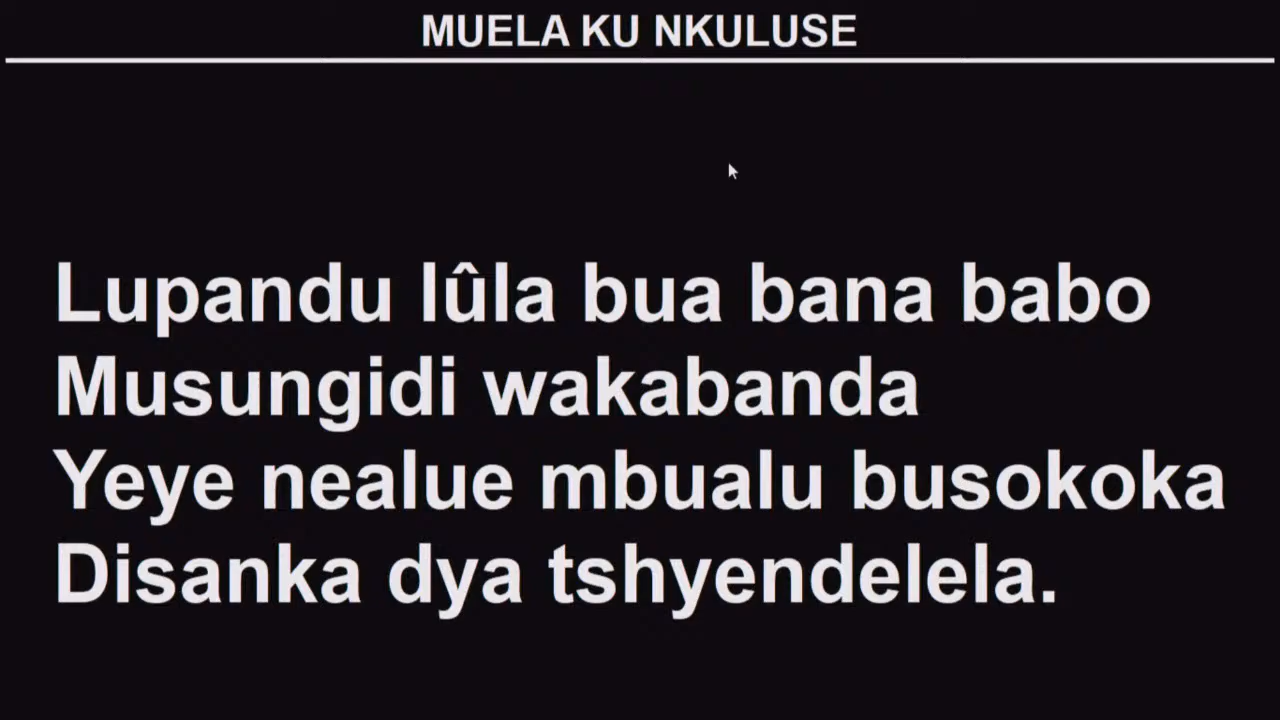 MUELA KU NKULUSE
Lupandu lûla bua bana babo
Musungidi wakabanda
Yeye nealue mbualu busokoka
Disanka dya tshyendelela.